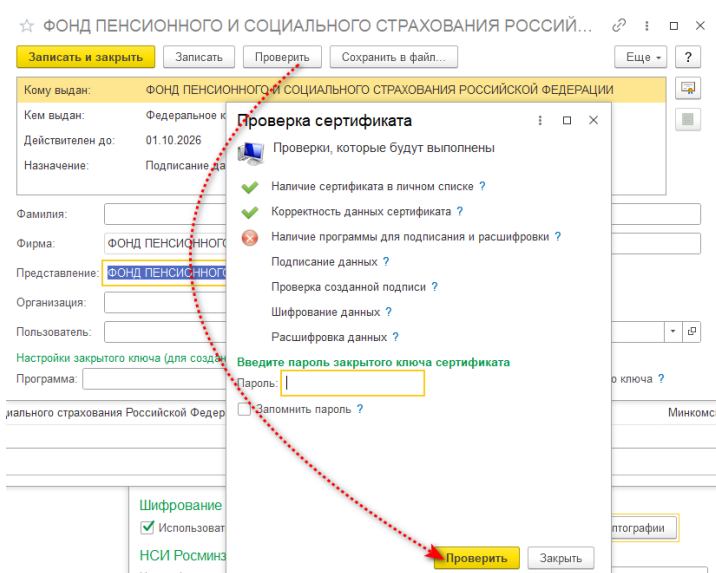 ФОНД ПЕНСИОННОГО И СОЦИАЛЬНОГО СТРАХОВАНИЯ РОССИЙ...
Записать и закрыть Записать Проверить Сохранить в файл... Еще ?
Кому выдан: ФОНД ПЕНСИОННОГО И СОЦИАЛЬНОГО СТРАХОВАНИЯ РОССИЙСКОЙ ФЕДЕРАЦИИ
Кем выдан: Федеральное к
Действителен до: 01.10.2026
Назначение: Подписание да
Фамилия:
Фирма: ФОНД ПЕНСИОННОГО
Представление: ФОНД ПЕНСИОННОГО
Организация:
Пользователь:
Настройки закрытого ключа (для создан
Программа:
о ключа ?
Проверка сертификата
Проверки, которые будут выполнены
Наличие сертификата в личном списке ?
Корректность данных сертификата ?
Наличие программы для подписания и расшифровки ?
Подписание данных ?
Проверка созданной подписи ?
Шифрование данных ?
Расшифровка данных ?
Введите пароль закрытого ключа сертификата
Пароль:
Запомнить пароль ?
Проверить Закрыть
циального страхования Российской Федер
Минкомс
Шифрование
Использоват
птографии
НСИ Росминз